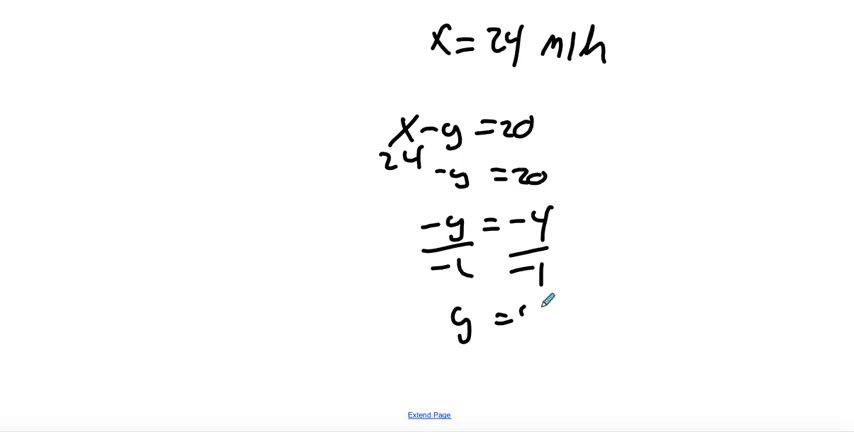 x = 24 m/h
x - y = 20
24 - y = 20
-y = -4
-1 -1
y =
Extend Page